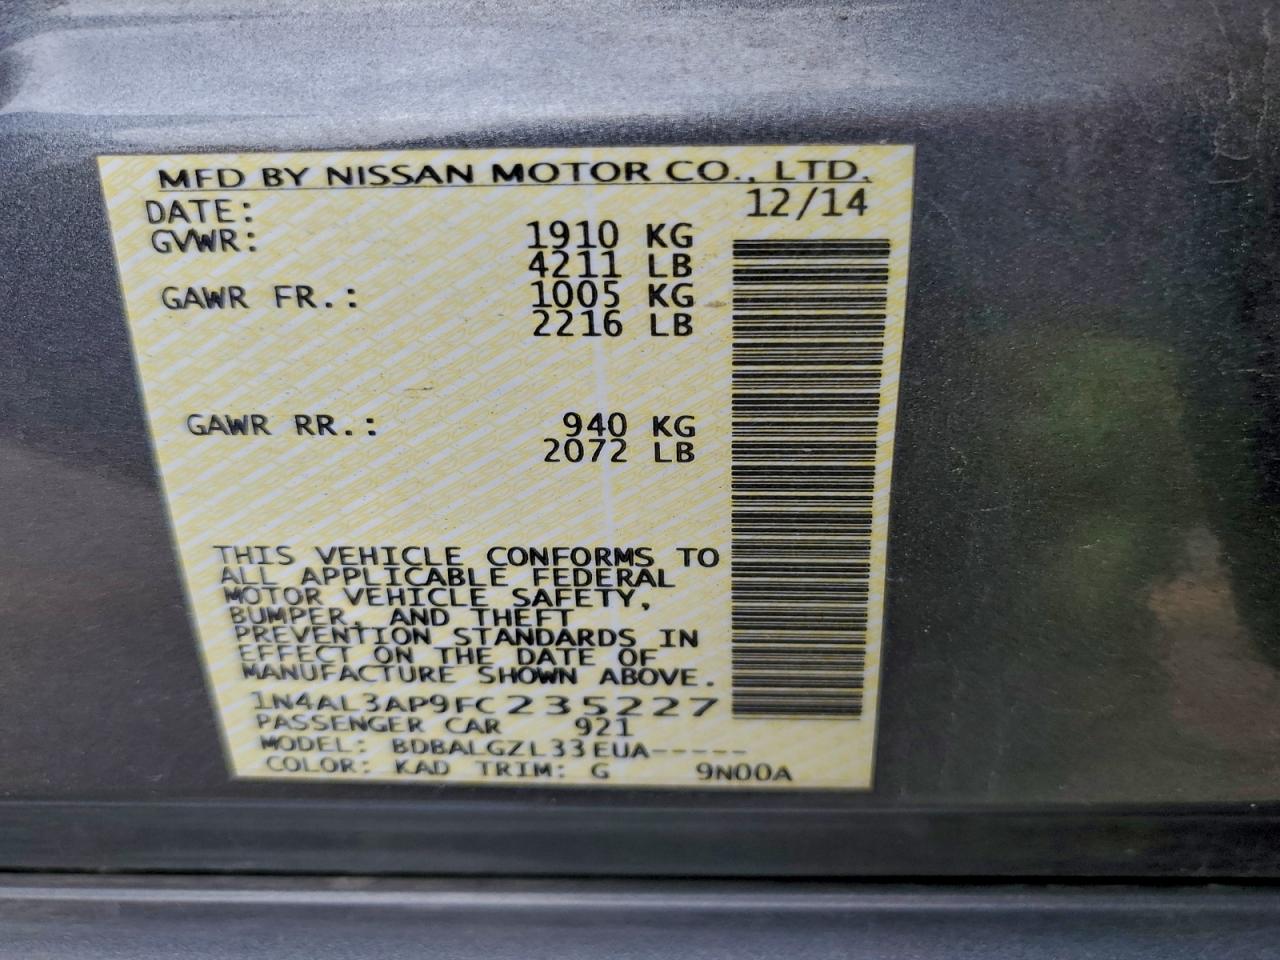 MFD BY NISSAN MOTOR CO., LTD.
DATE: 12/14
GVWR: 1910 KG
4211 LB
GAWR FR.: 1005 KG
2216 LB
GAWR RR.: 940 KG
2072 LB
THIS VEHICLE CONFORMS TO
ALL APPLICABLE FEDERAL
MOTOR VEHICLE SAFETY,
BUMPER, AND THEFT
PREVENTION STANDARDS IN
EFFECT ON THE DATE OF
MANUFACTURE SHOWN ABOVE.
1N4AL3AP9FC235227
PASSENGER CAR 921
MODEL: BDBALGZL33EUA-----
COLOR: KAD TRIM: G 9N00A